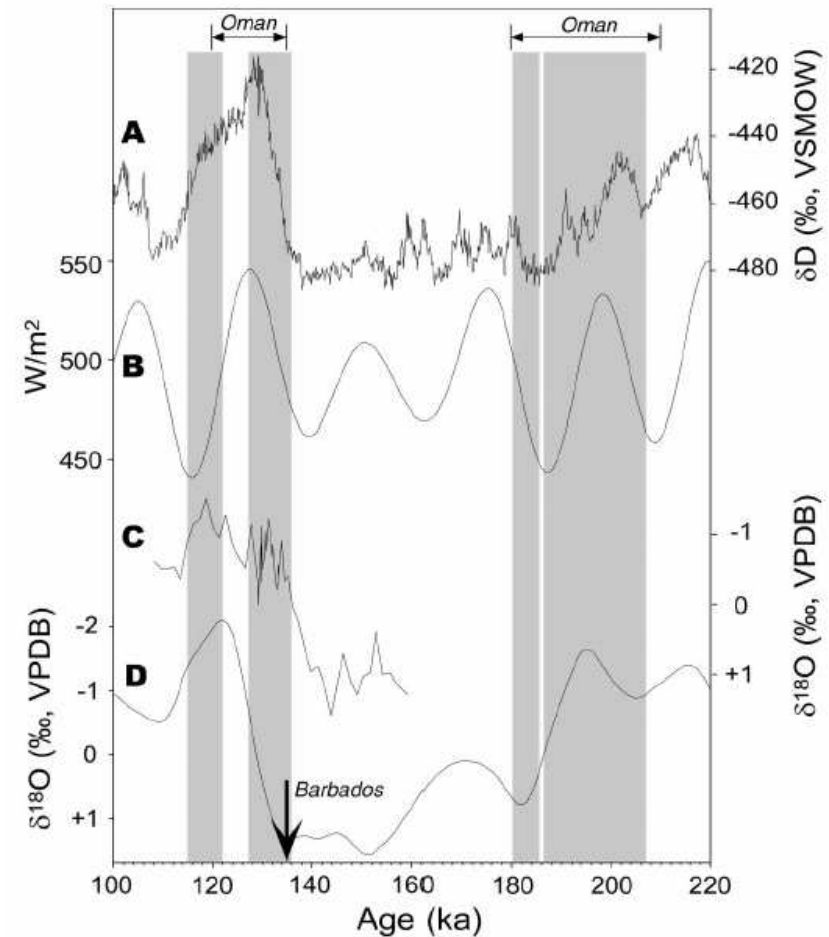 Oman
Oman
A
-420
-440
-460
-480
δD (‰, VSMOW)
550
500
450
W/m²
B
C
-1
0
+1
δ¹⁸O (‰, VPDB)
-2
-1
0
+1
δ¹⁸O (‰, VPDB)
D
Barbados
100
120
140
160
180
200
220
Age (ka)